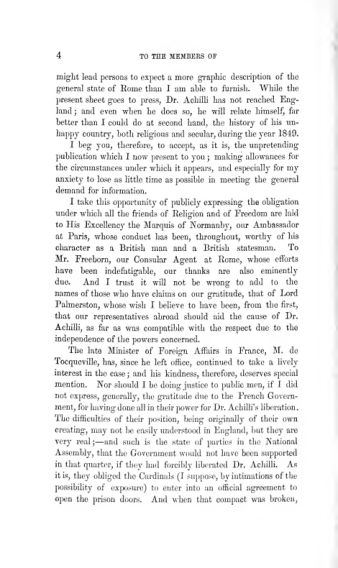 4 TO THE MEMBERS OF
might lead persons to expect a more graphic description of the
general state of Rome than I am able to furnish. While the
present sheet goes to press, Dr. Achilli has not reached Eng-
land; and even when he does so, he will relate himself, far
better than I could do at second hand, the history of his un-
happy country, both religious and secular, during the year 1849.
I beg you, therefore, to accept, as it is, the unpretending
publication which I now present to you; making allowances for
the circumstances under which it appears, and especially for my
anxiety to lose as little time as possible in meeting the general
demand for information.
I take this opportunity of publicly expressing the obligation
under which all the friends of Religion and of Freedom are laid
to His Excellency the Marquis of Normanby, our Ambassador
at Paris, whose conduct has been, throughout, worthy of his
character as a British man and a British statesman. To
Mr. Freeborn, our Consular Agent at Rome, whose efforts
have been indefatigable, our thanks are also eminently
due. And I trust it will not be wrong to add to the
names of those who have claims on our gratitude, that of Lord
Palmerston, whose wish I believe to have been, from the first,
that our representatives abroad should aid the cause of Dr.
Achilli, as far as was compatible with the respect due to the
independence of the powers concerned.
The late Minister of Foreign Affairs in France, M. de
Tocqueville, has, since he left office, continued to take a lively
interest in the case; and his kindness, therefore, deserves special
mention. Nor should I be doing justice to public men, if I did
not express, generally, the gratitude due to the French Govern-
ment, for having done all in their power for Dr. Achilli's liberation.
The difficulties of their position, being originally of their own
creating, may not be easily understood in England, but they are
very real;—and such is the state of parties in the National
Assembly, that the Government would not have been supported
in that quarter, if they had forcibly liberated Dr. Achilli. As
it is, they obliged the Cardinals (I suppose, by intimations of the
possibility of exposure) to enter into an official agreement to
open the prison doors. And when that compact was broken,